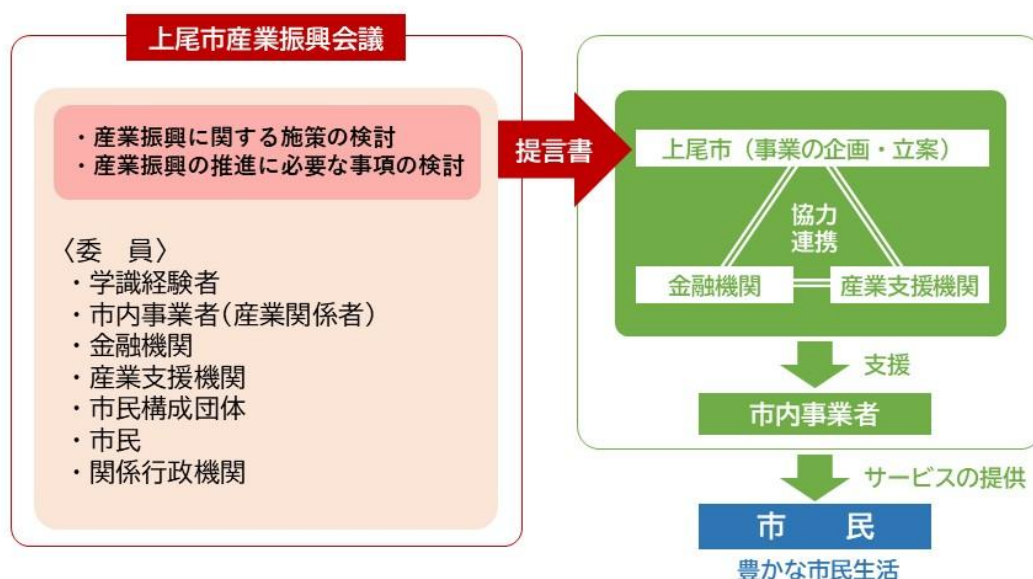 上尾市産業振興会議
・産業振興に関する施策の検討
・産業振興の推進に必要な事項の検討
〈委　員〉
・学識経験者
・市内事業者(産業関係者)
・金融機関
・産業支援機関
・市民構成団体
・市民
・関係行政機関
提言書
上尾市（事業の企画・立案）
協力
連携
金融機関
産業支援機関
支援
市内事業者
サービスの提供
市　　民
豊かな市民生活